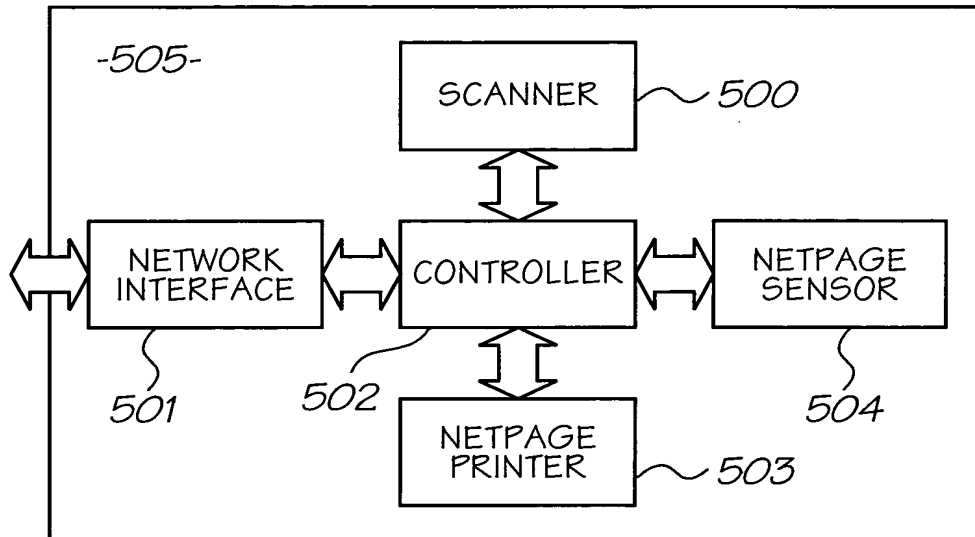 -505-
SCANNER
500
NETWORK
INTERFACE
CONTROLLER
NETPAGE
SENSOR
501
502
504
NETPAGE
PRINTER
503